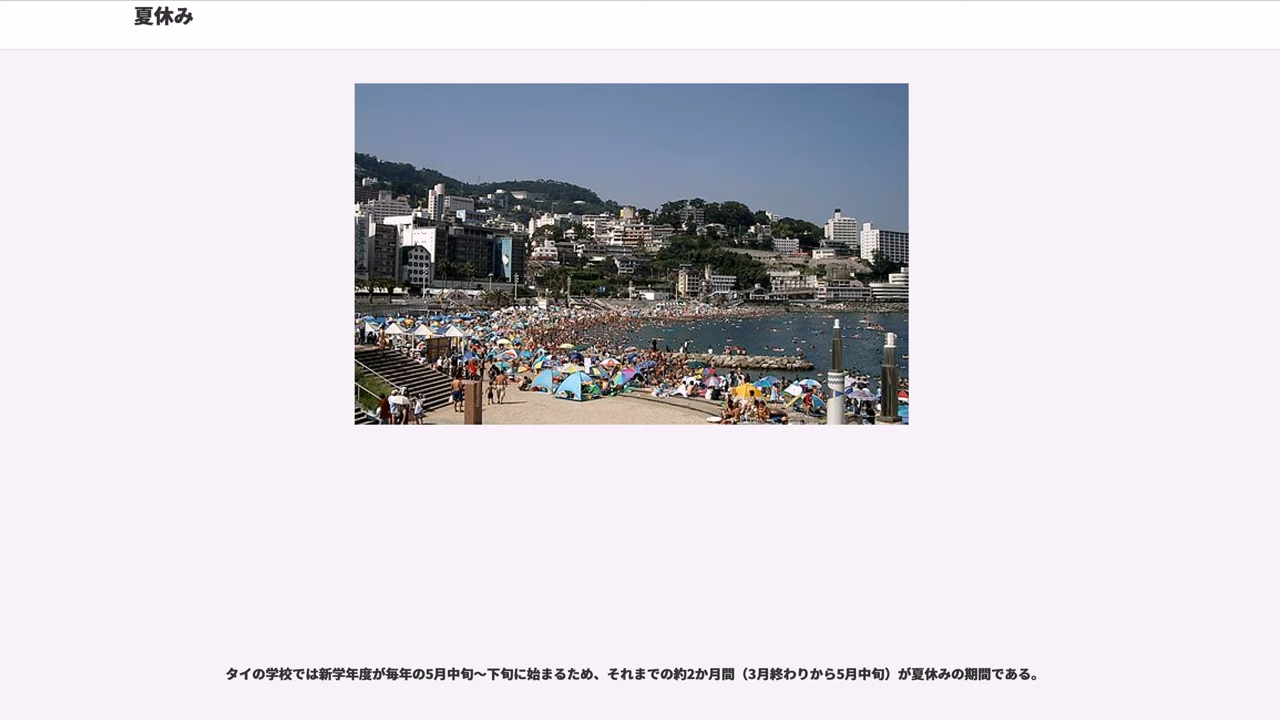 夏休み
タイの学校では新学年度が毎年の5月中旬〜下旬に始まるため、それまでの約2か月間（3月終わりから5月中旬）が夏休みの期間である。